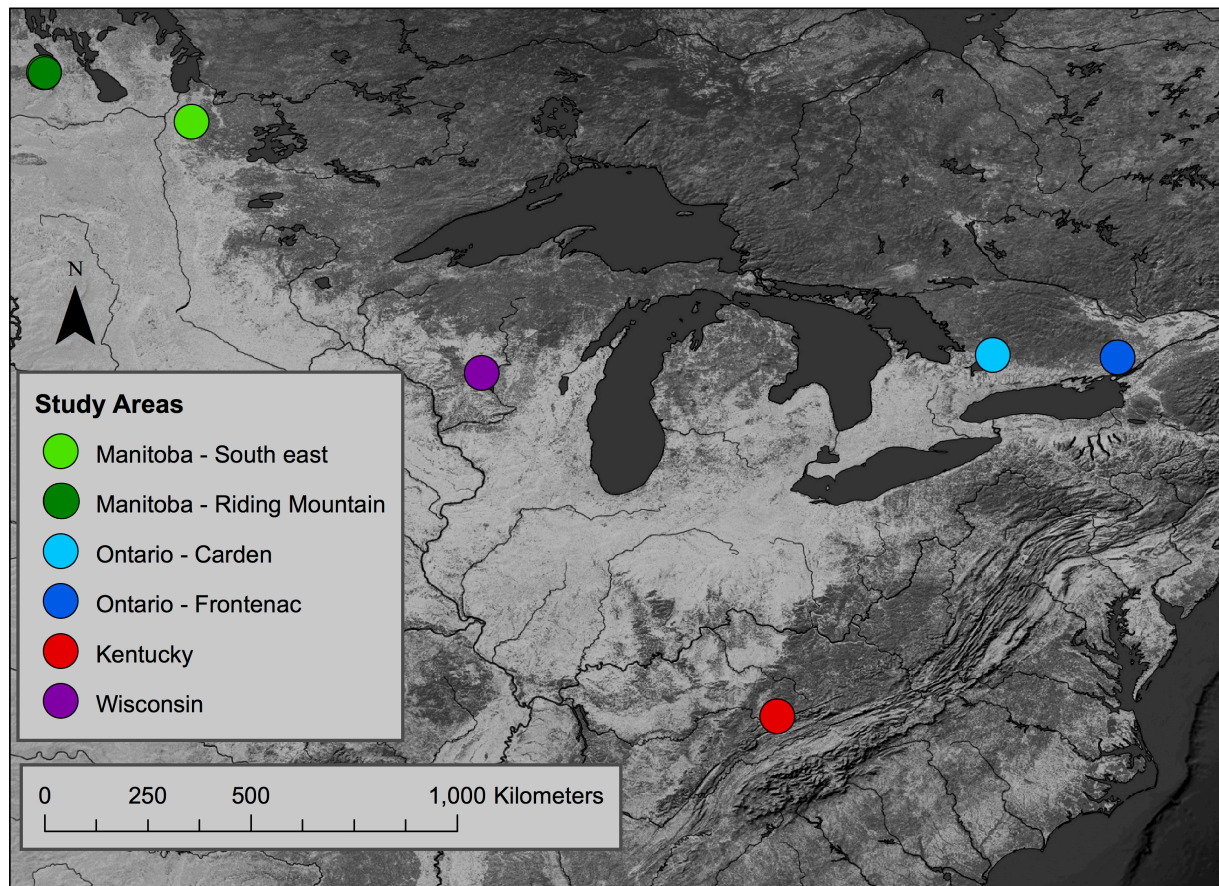 N
Study Areas
Manitoba - South east
Manitoba - Riding Mountain
Ontario - Carden
Ontario - Frontenac
Kentucky
Wisconsin
0 250 500 1,000 Kilometers